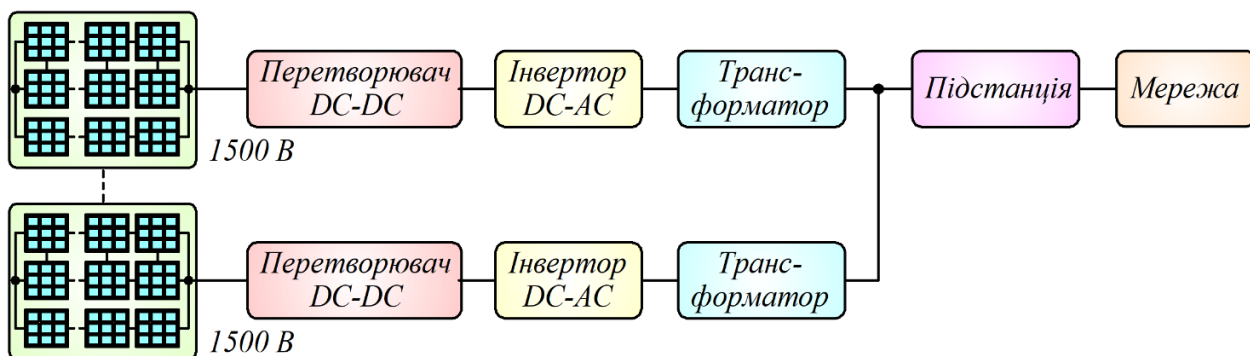 Перетворювач
DC-DC
Інвертор
DC-AC
Транс-
форматор
Підстанція
Мережа
1500 В
Перетворювач
DC-DC
Інвертор
DC-AC
Транс-
форматор
1500 В